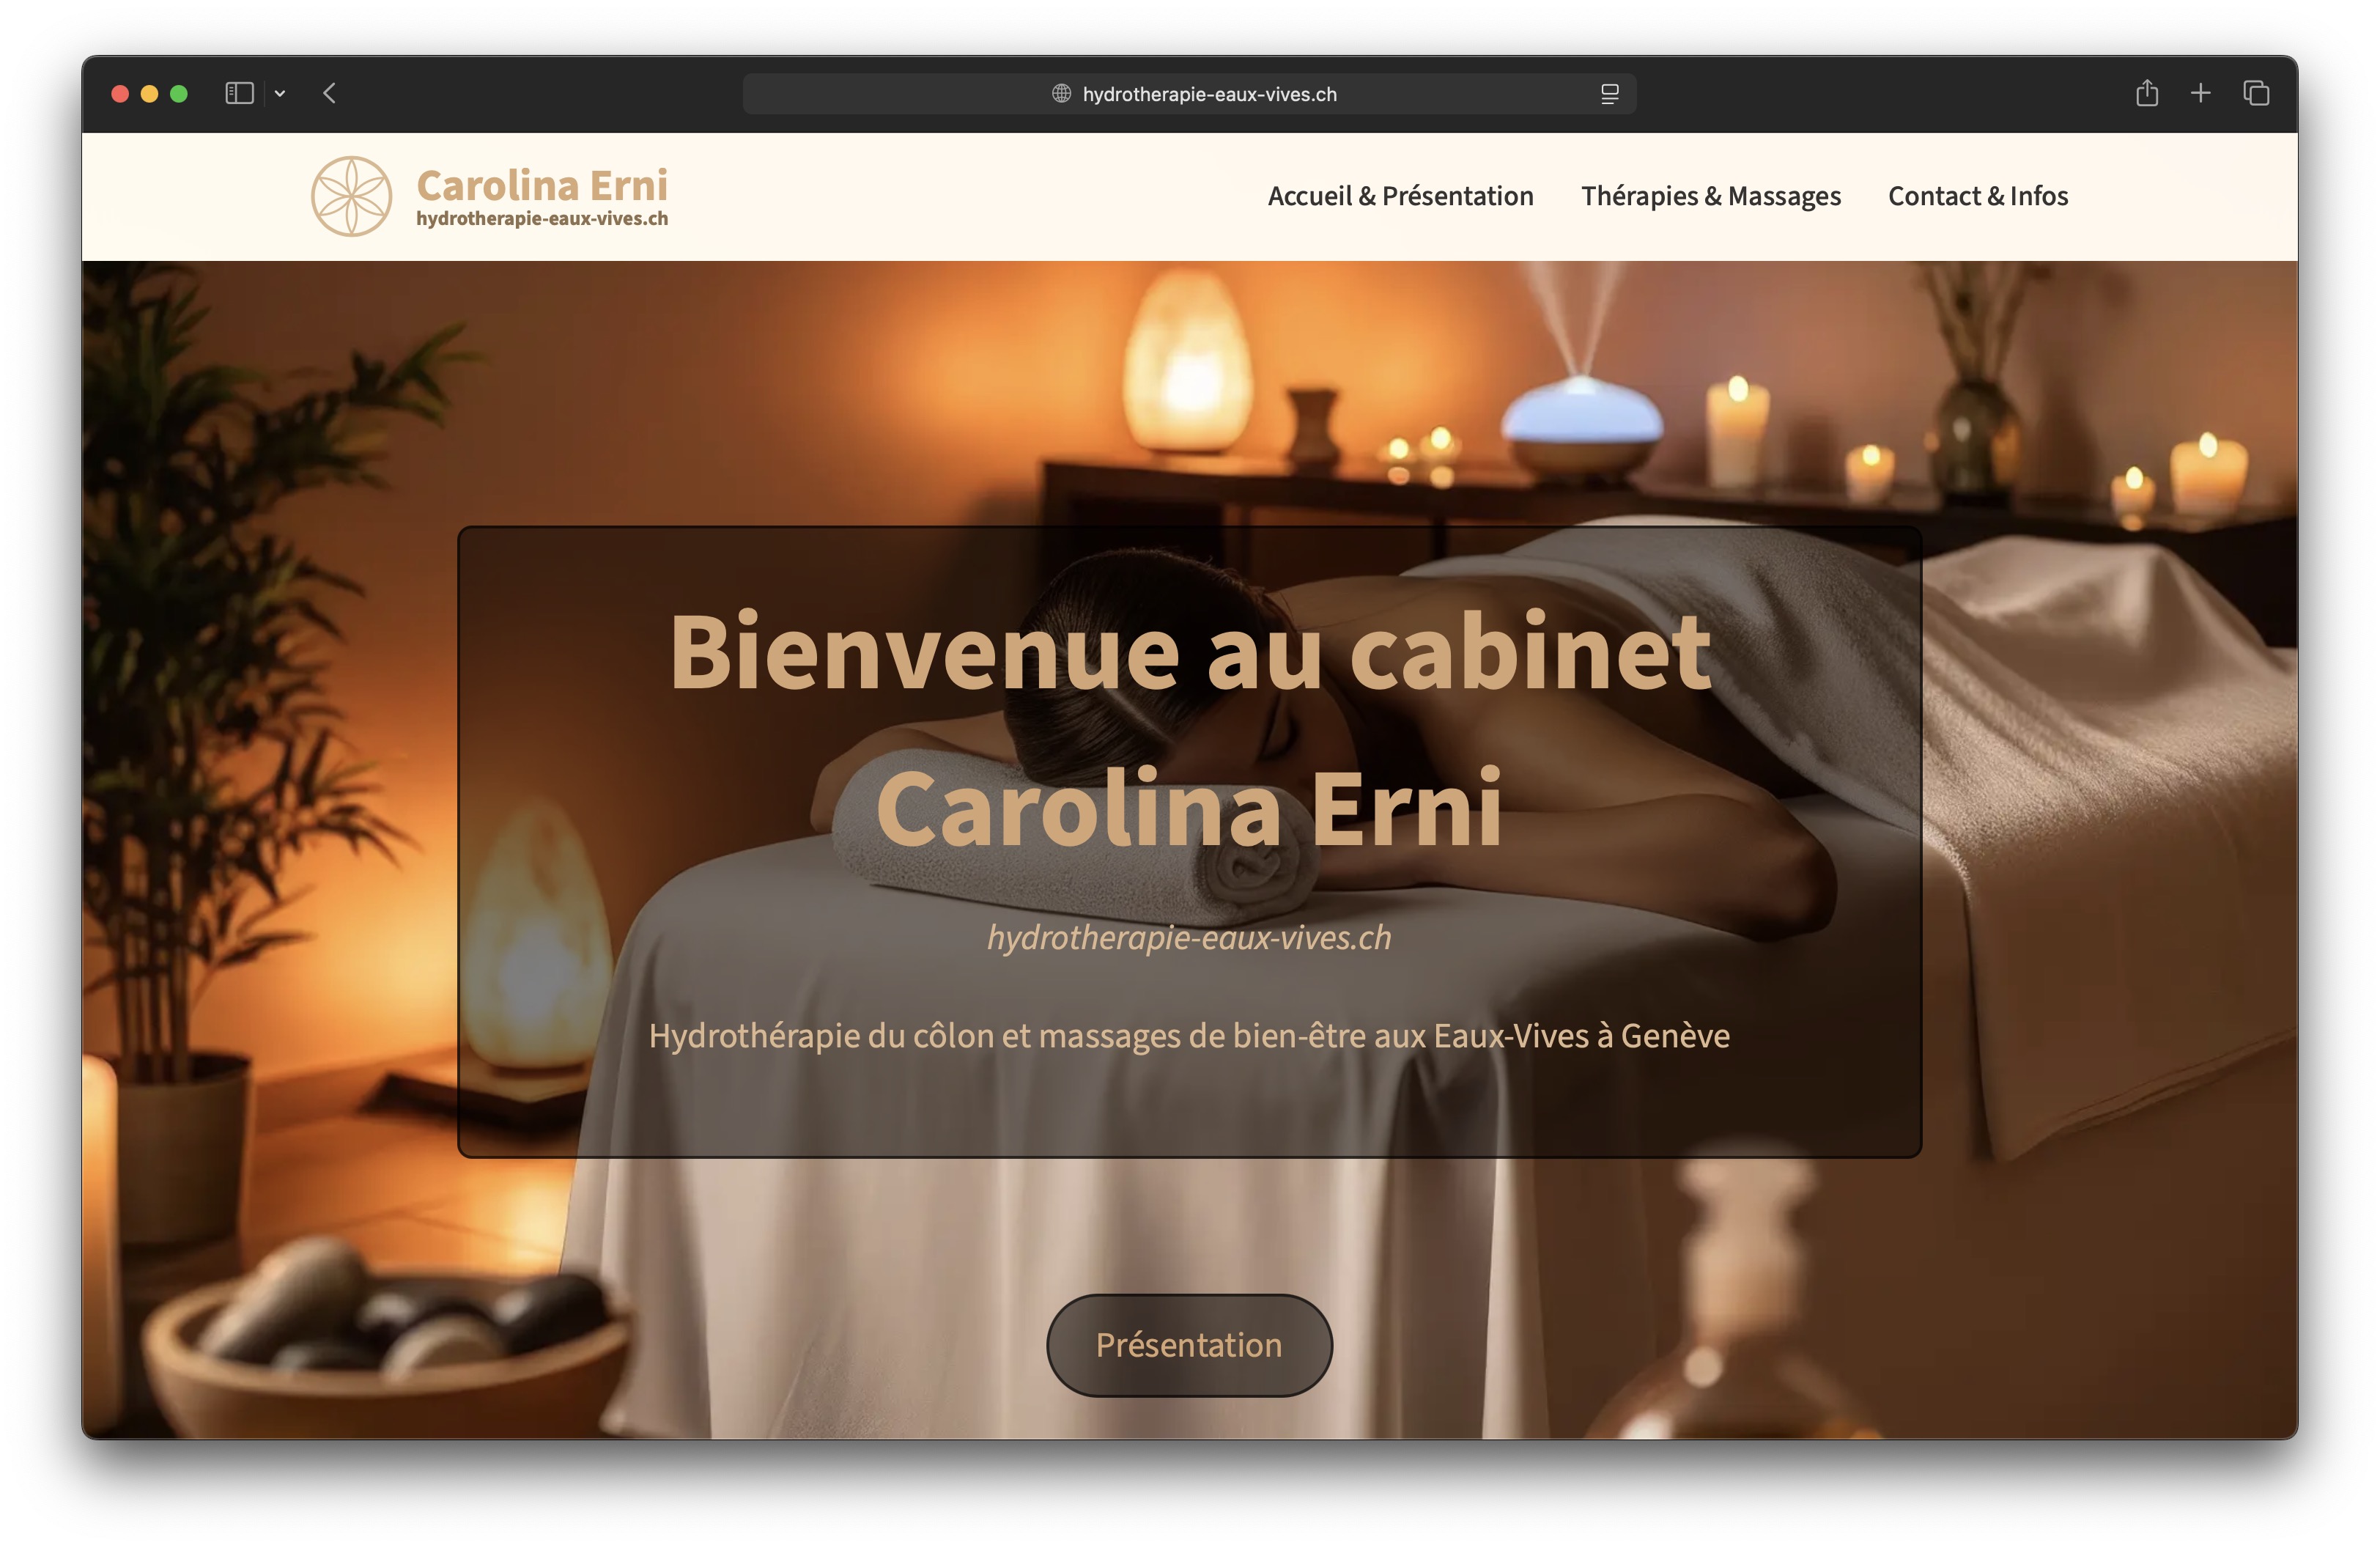 hydrotherapie-eaux-vives.ch
Carolina Erni
hydrotherapie-eaux-vives.ch
Accueil & Présentation
Thérapies & Massages
Contact & Infos
Bienvenue au cabinet
Carolina Erni
hydrotherapie-eaux-vives.ch
Hydrothérapie du côlon et massages de bien-être aux Eaux-Vives à Genève
Présentation